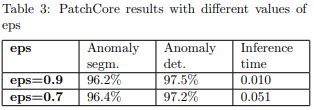 Table 3: PatchCore results with different values of
eps
eps Anomaly segm. Anomaly det. Inference time
eps=0.9 96.2% 97.5% 0.010
eps=0.7 96.4% 97.2% 0.051